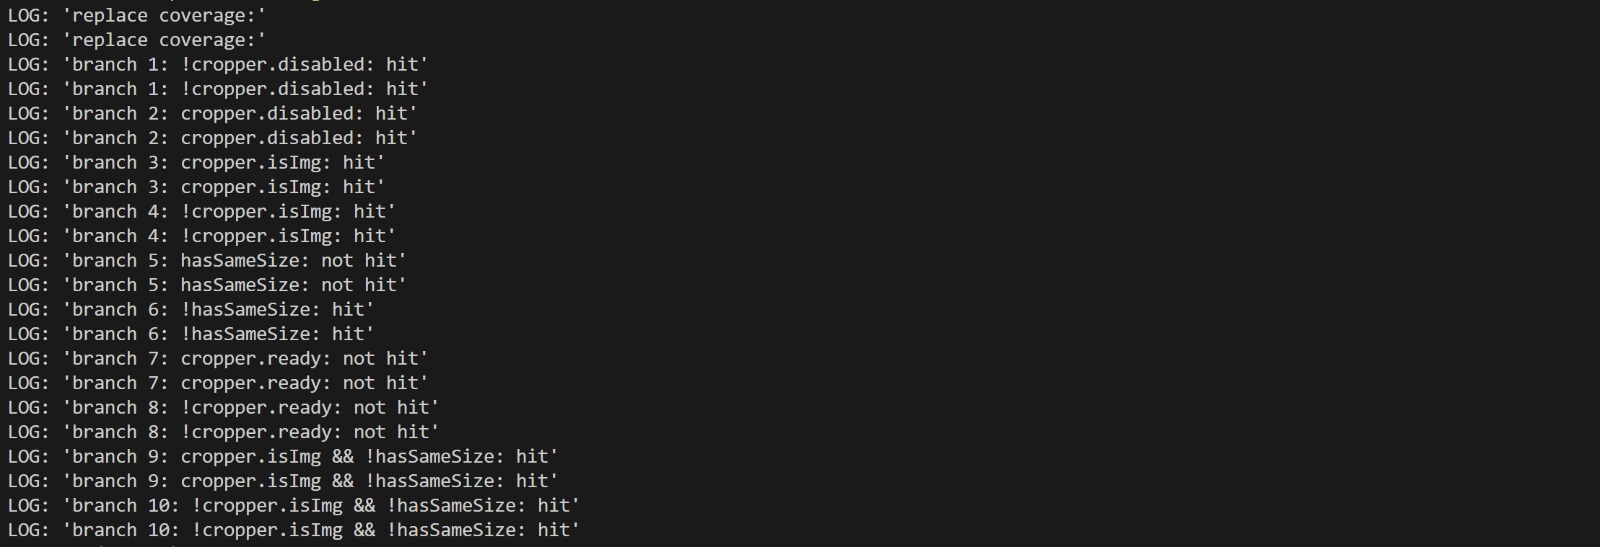 LOG: 'replace coverage:'
LOG: 'replace coverage:'
LOG: 'branch 1: !cropper.disabled: hit'
LOG: 'branch 1: !cropper.disabled: hit'
LOG: 'branch 2: cropper.disabled: hit'
LOG: 'branch 2: cropper.disabled: hit'
LOG: 'branch 3: cropper.isImg: hit'
LOG: 'branch 3: cropper.isImg: hit'
LOG: 'branch 4: !cropper.isImg: hit'
LOG: 'branch 4: !cropper.isImg: hit'
LOG: 'branch 5: hasSameSize: not hit'
LOG: 'branch 5: hasSameSize: not hit'
LOG: 'branch 6: !hasSameSize: hit'
LOG: 'branch 6: !hasSameSize: hit'
LOG: 'branch 7: cropper.ready: not hit'
LOG: 'branch 7: cropper.ready: not hit'
LOG: 'branch 8: !cropper.ready: not hit'
LOG: 'branch 8: !cropper.ready: not hit'
LOG: 'branch 9: cropper.isImg && !hasSameSize: hit'
LOG: 'branch 9: cropper.isImg && !hasSameSize: hit'
LOG: 'branch 10: !cropper.isImg && !hasSameSize: hit'
LOG: 'branch 10: !cropper.isImg && !hasSameSize: hit'